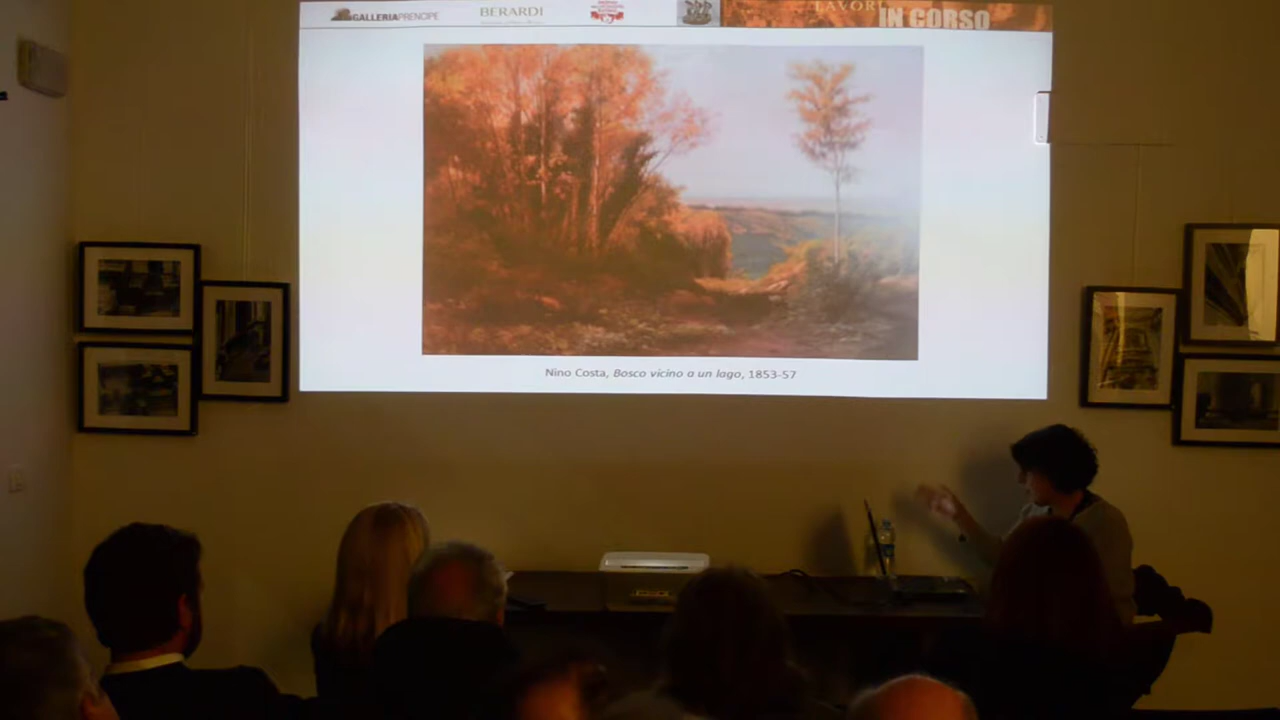 GALLERIAPRENCIPE
BERARDI
LAVORI
IN CORSO
Nino Costa, Bosco vicino a un lago, 1853-57